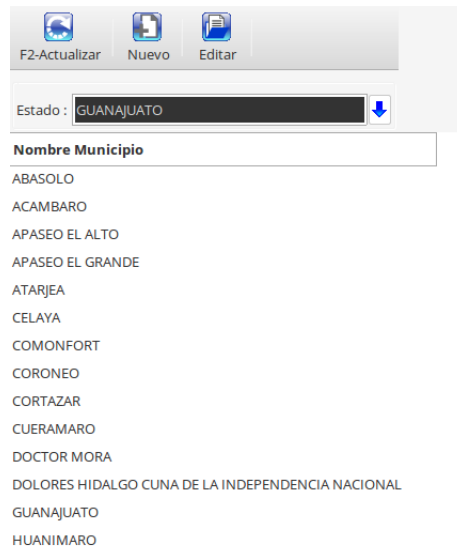 F2-Actualizar Nuevo Editar
Estado : GUANAJUATO
Nombre Municipio
ABASOLO
ACAMBARO
APASEO EL ALTO
APASEO EL GRANDE
ATARJEA
CELAYA
COMONFORT
CORONEO
CORTAZAR
CUERAMARO
DOCTOR MORA
DOLORES HIDALGO CUNA DE LA INDEPENDENCIA NACIONAL
GUANAJUATO
HUANIMARO